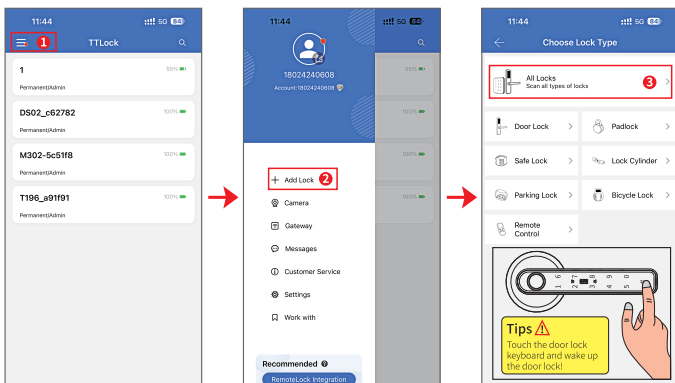 11:44
5G 84
1
TTLock
1
55%
Permanent/Admin
DS02_c62782
100%
Permanent/Admin
M302-5c51f8
100%
Permanent/Admin
T196_a91f91
100%
Permanent/Admin
11:44
5G 84
18024240608
Account:18024240608
55%
100%
100%
100%
+ Add Lock 2
Camera
Gateway
Messages
Customer Service
Settings
Work with
Recommended
RemoteLock Integration
11:44
5G 84
Choose Lock Type
All Locks
Scan all types of locks
3
Door Lock
Padlock
Safe Lock
Lock Cylinder
Parking Lock
Bicycle Lock
Remote
Control
6 7 8 9 0
1 2 3 4 5
Tips
Touch the door lock
keyboard and wake up
the door lock!